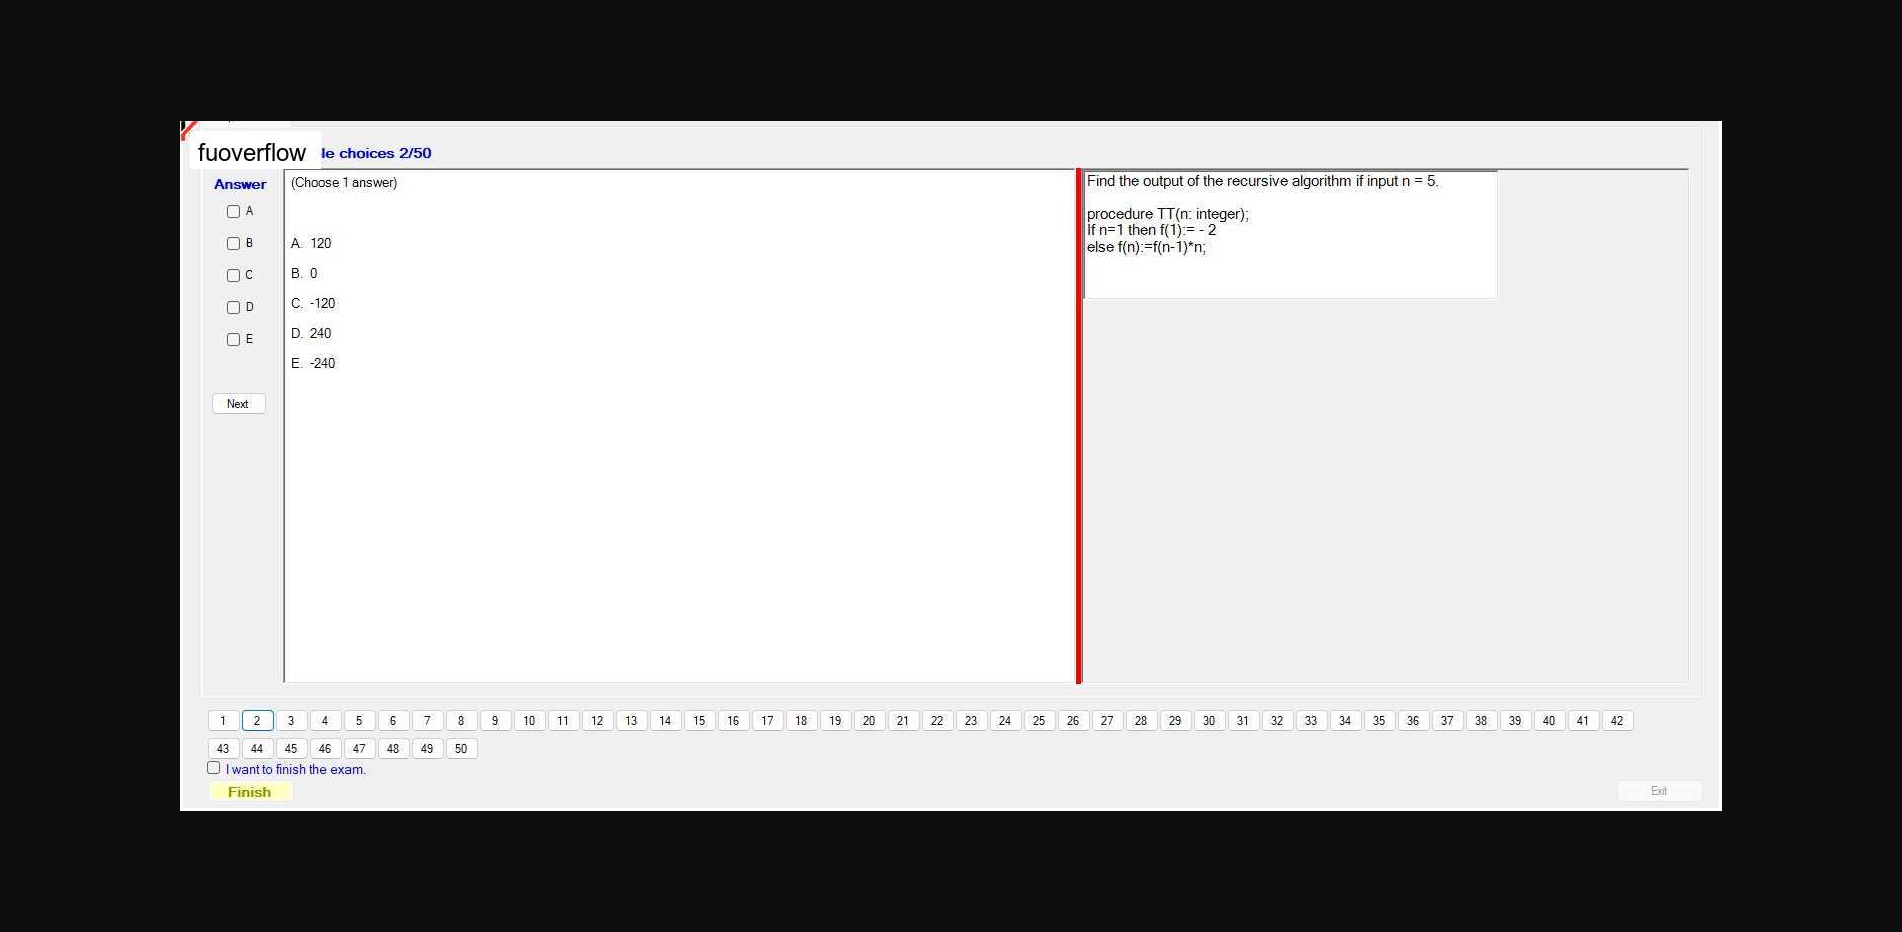 fuoverflow
le choices 2/50
Answer
(Choose 1 answer)
A
B
C
D
E
A. 120
B. 0
C. -120
D. 240
E. -240
Next
Find the output of the recursive algorithm if input n = 5.
procedure TT(n: integer);
If n=1 then f(1):= - 2
else f(n):=f(n-1)*n;
1 2 3 4 5 6 7 8 9 10 11 12 13 14 15 16 17 18 19 20 21 22 23 24 25 26 27 28 29 30 31 32 33 34 35 36 37 38 39 40 41 42
43 44 45 46 47 48 49 50
I want to finish the exam.
Finish
Exit